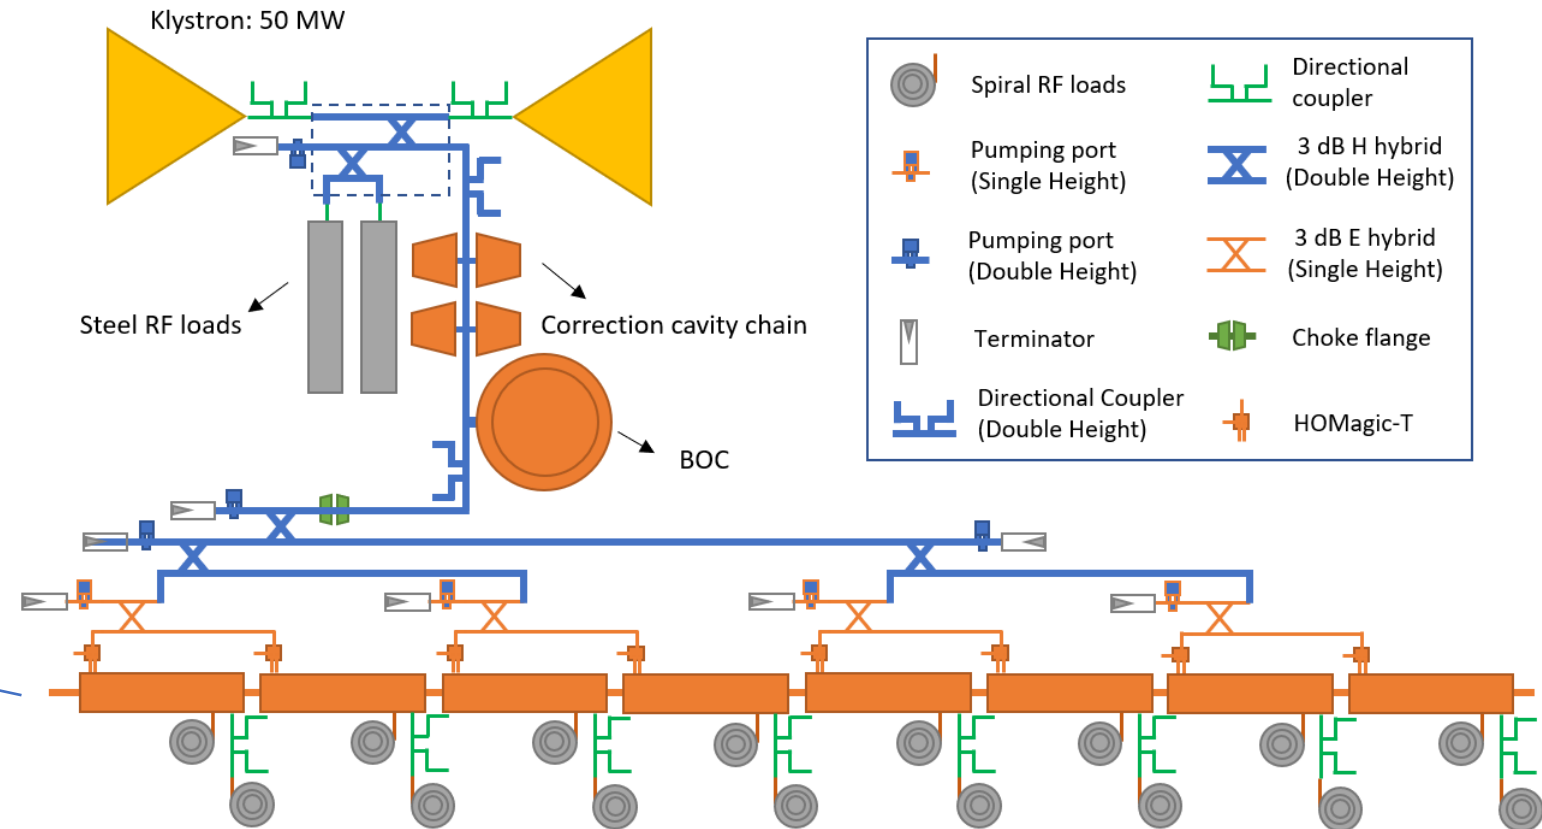 Klystron: 50 MW
Spiral RF loads
Directional
coupler
Pumping port
(Single Height)
3 dB H hybrid
(Double Height)
Pumping port
(Double Height)
3 dB E hybrid
(Single Height)
Steel RF loads
Correction cavity chain
Terminator
Choke flange
Directional Coupler
(Double Height)
HOMagic-T
BOC